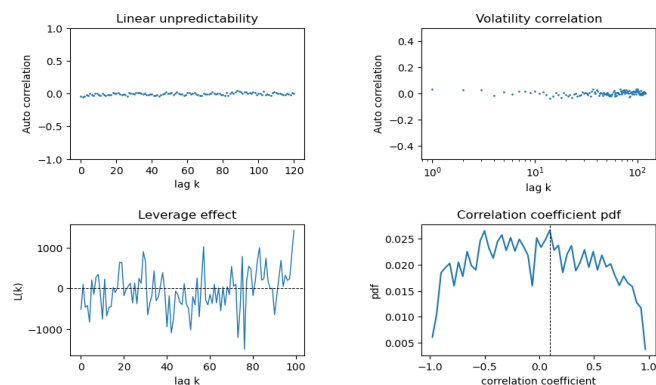 Linear unpredictability
1.0
0.5
0.0
−0.5
−1.0
Auto correlation
0 20 40 60 80 100 120
lag k
Volatility correlation
0.4
0.2
0.0
−0.2
−0.4
Auto correlation
10⁰ 10¹ 10²
lag k
Leverage effect
1000
0
−1000
L(k)
0 20 40 60 80 100
lag k
Correlation coefficient pdf
0.025
0.020
0.015
0.010
0.005
pdf
−1.0 −0.5 0.0 0.5 1.0
correlation coefficient